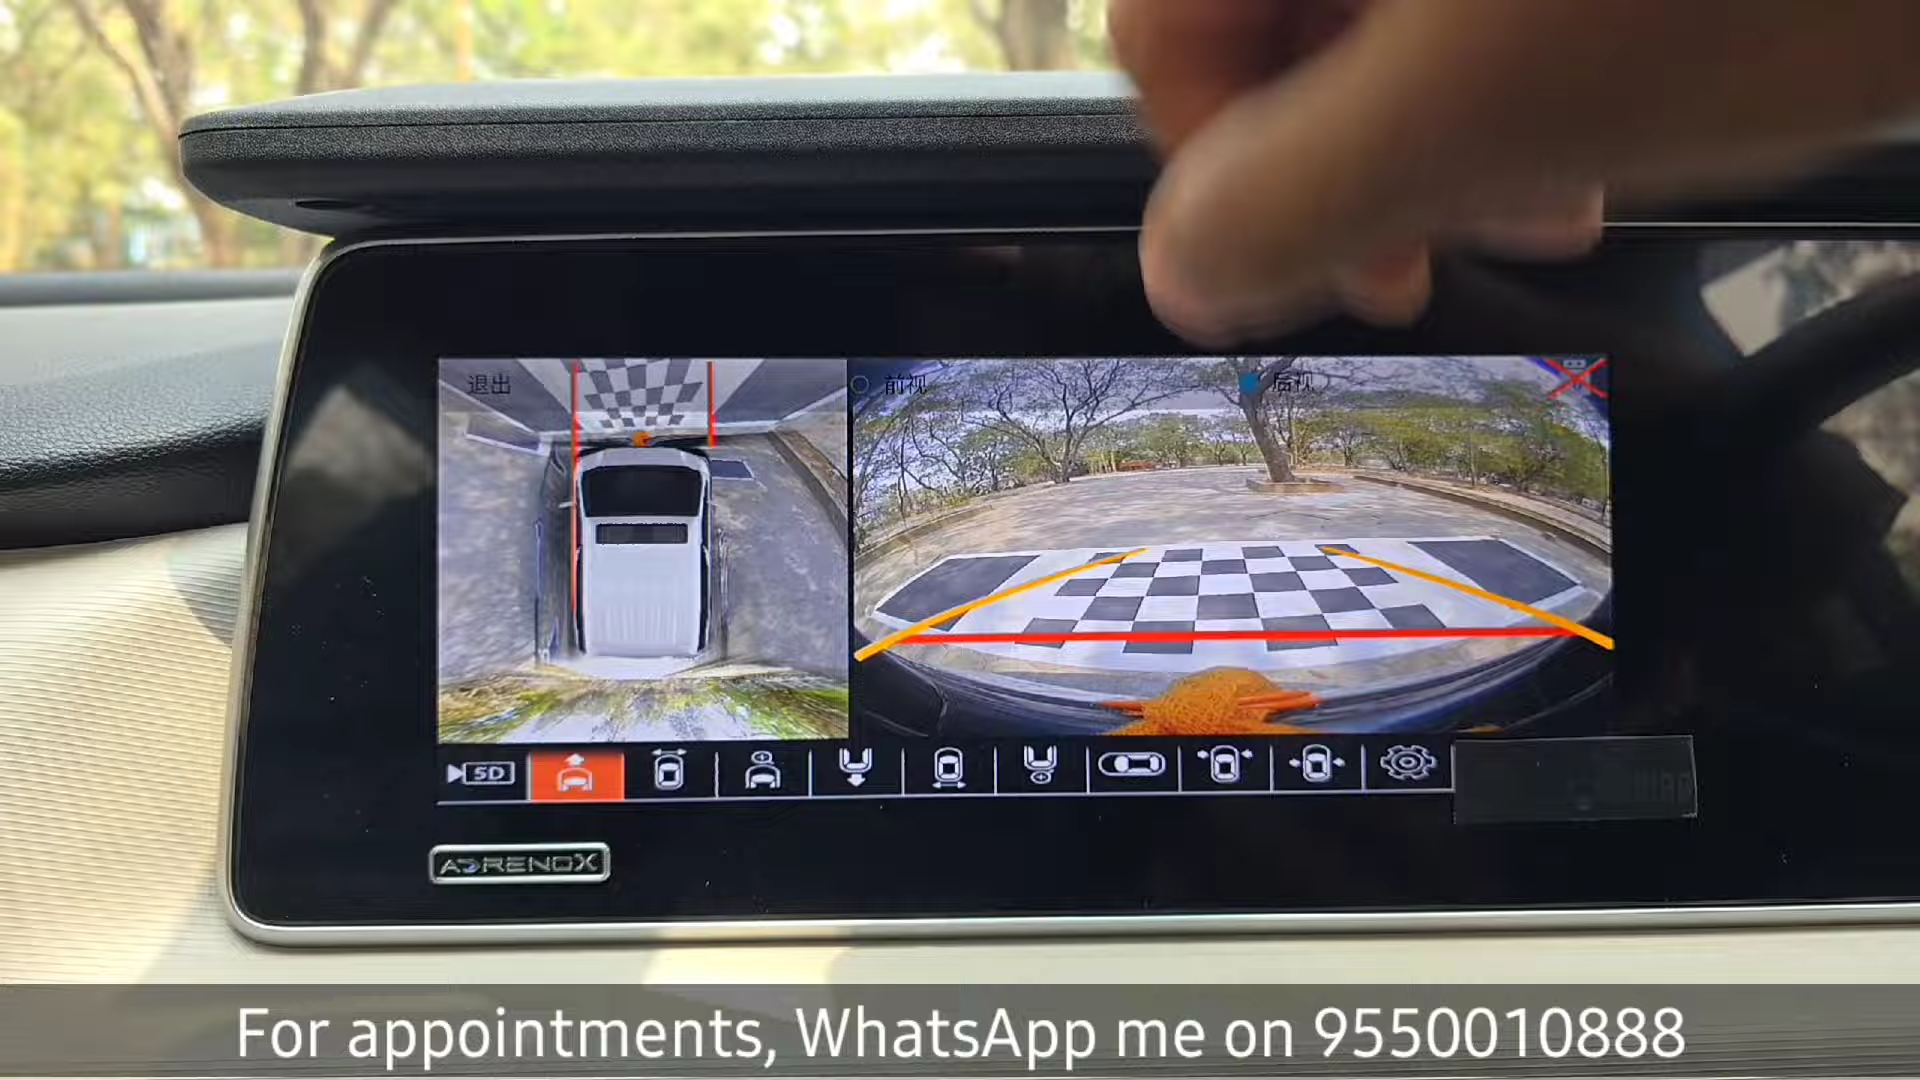 退出
前视
后视
5D
ADRENOX
For appointments, WhatsApp me on 9550010888